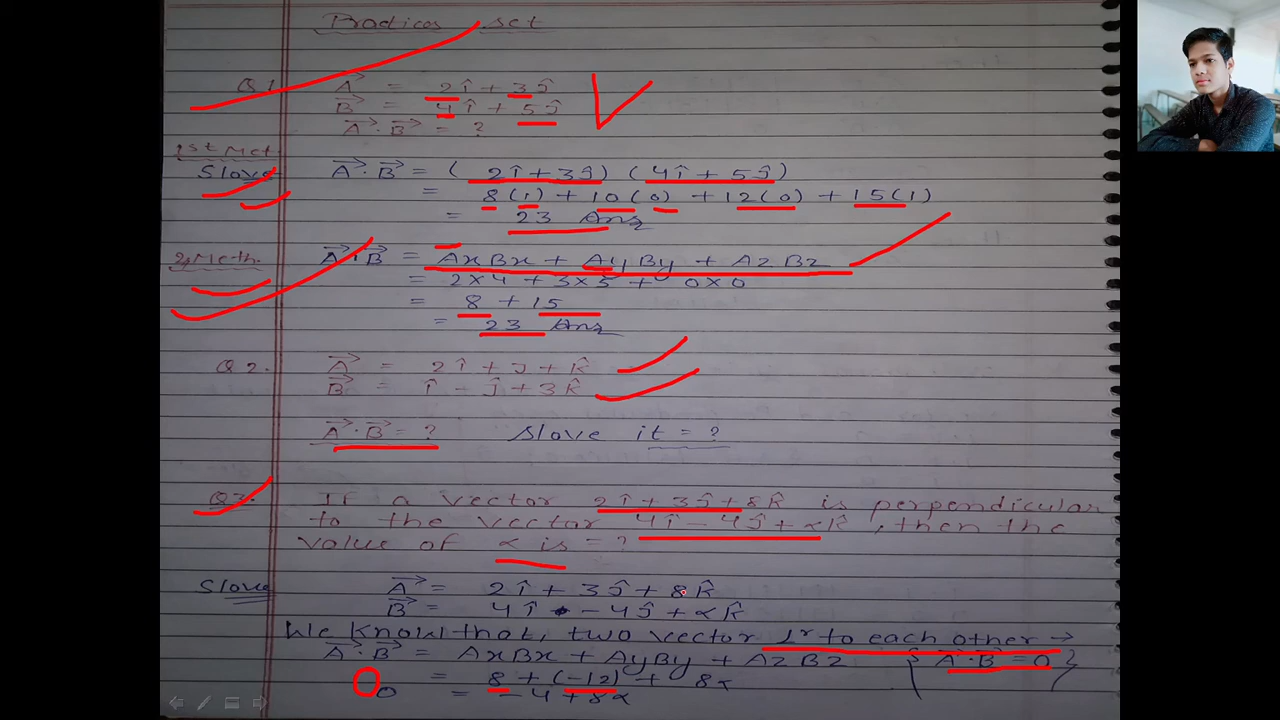 Practices set
Q1. A⃗ = 2î + 3ĵ
B⃗ = 4î + 5ĵ
A⃗·B⃗ = ?
1st Met.
Slove A⃗·B⃗ = (2î + 3ĵ) (4î + 5ĵ)
= 8(1) + 10(0) + 12(0) + 15(1)
= 23 Ans
2 Meth. A⃗·B⃗ = AxBx + AyBy + AzBz
= 2×4 + 3×5 + 0×0
= 8 + 15
= 23 Ans
Q2. A⃗ = 2î + J + k̂
B⃗ = î - ĵ + 3k̂
A⃗·B⃗ = ? Slove it = ?
Q3. If a vector 2î + 3ĵ + 8k̂ is perpendicular
to the vector 4î - 4ĵ + αk̂, then the
value of α is = ?
Slove A⃗ = 2î + 3ĵ + 8k̂
B⃗ = 4î - 4ĵ + αk̂
We know that, two vector ⊥r to each other →
A⃗·B⃗ = AxBx + AyBy + AzBz { A⃗·B⃗ = 0 }
= 8 + (-12) + 8α
0 = -4 + 8α